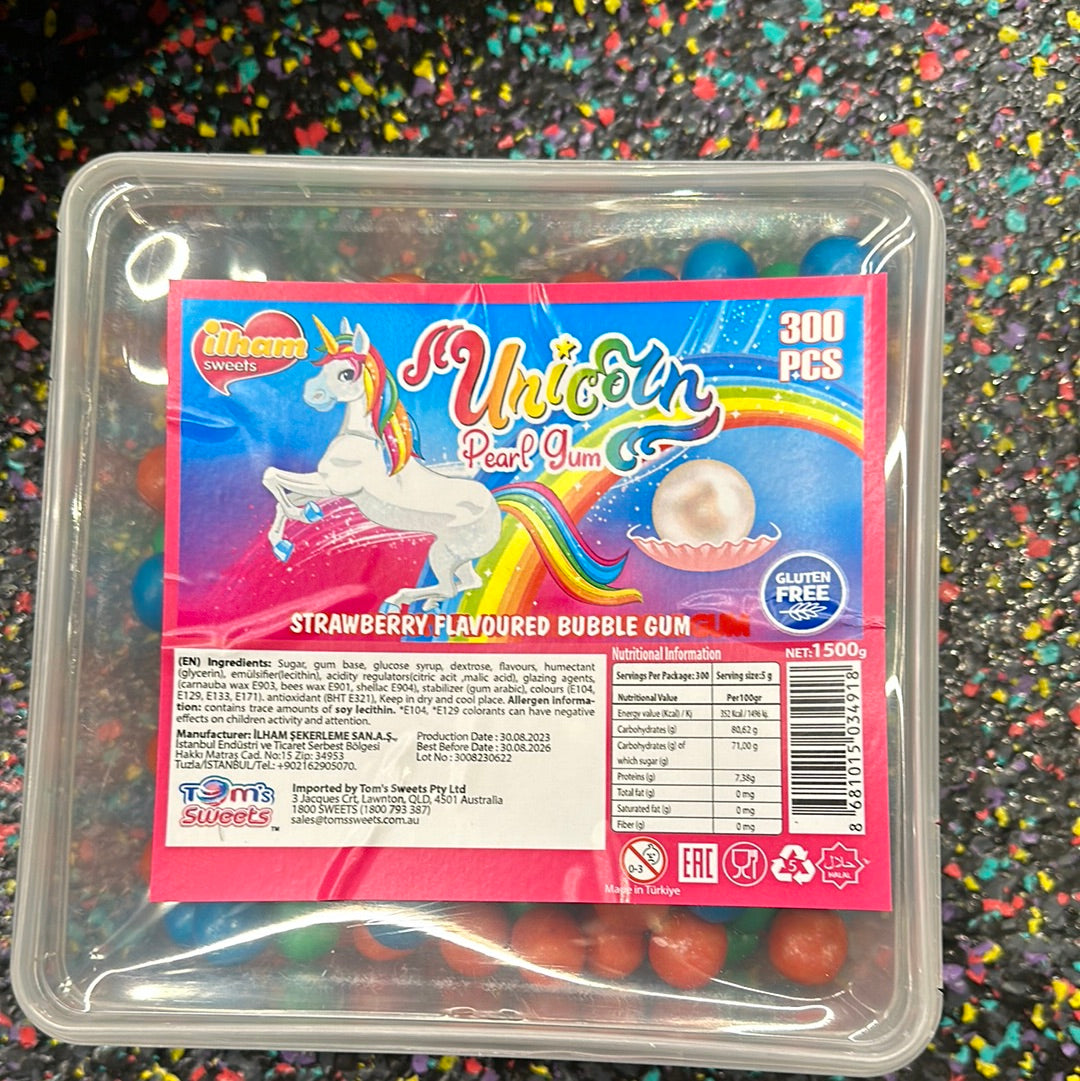 ilham
sweets
Unicorn
Pearl Gum
300
PCS
GLUTEN
FREE
STRAWBERRY FLAVOURED BUBBLE GUM
(EN) Ingredients: Sugar, gum base, glucose syrup, dextrose, flavours, humectant
(glycerin), emülsifier(lecithin), acidity regulators(citric acit ,malic acid), glazing agents,
(carnauba wax E903, bees wax E901, shellac E904), stabilizer (gum arabic), colours (E104,
E129, E133, E171). antioxidant (BHT E321), Keep in dry and cool place. Allergen informa-
tion: contains trace amounts of soy lecithin. *E104, *E129 colorants can have negative
effects on children activity and attention.
Manufacturer: İLHAM ŞEKERLEME SAN.A.Ş.,
İstanbul Endüstri ve Ticaret Serbest Bölgesi
Hakkı Matraş Cad. No:15 Zip: 34953
Tuzla/İSTANBUL/Tel.: +902162905070.
Production Date : 30.08.2023
Best Before Date : 30.08.2026
Lot No : 3008230622
Tom's
Sweets
TM
Imported by Tom's Sweets Pty Ltd
3 Jacques Crt, Lawnton, QLD, 4501 Australia
1800 SWEETS (1800 793 387)
sales@tomssweets.com.au
Nutritional Information
NET:1500g
Servings Per Package: 300 Serving size:5 g
Nutritional Value Per100gr
Energy value (Kcal) / Kj 352 Kcal / 1496 kj.
Carbohydrates (g) 80,62 g
Carbohydrates (g) of 71,00 g
which sugar (g)
Proteins (g) 7,38g
Total fat (g) 0 mg
Saturated fat (g) 0 mg
Fiber (g) 0 mg
8 681015 034918
0-3
EAC
5
حلال
HALAL
Made in Türkiye